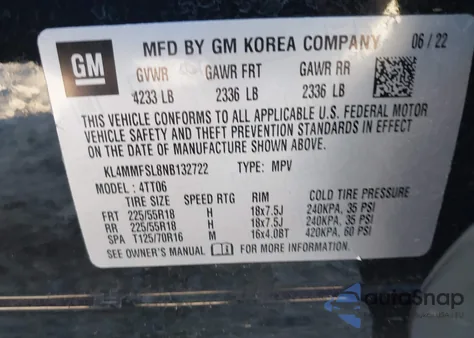 GM
MFD BY GM KOREA COMPANY 06/22
GVWR GAWR FRT GAWR RR
4233 LB 2336 LB 2336 LB
THIS VEHICLE CONFORMS TO ALL APPLICABLE U.S. FEDERAL MOTOR
VEHICLE SAFETY AND THEFT PREVENTION STANDARDS IN EFFECT
ON THE DATE OF MANUFACTURE SHOWN ABOVE.
KL4MMFSL8NB132722 TYPE: MPV
MODEL: 4TT06
TIRE SIZE SPEED RTG RIM COLD TIRE PRESSURE
FRT 225/55R18 H 18x7.5J 240KPA, 35 PSI
RR 225/55R18 H 18x7.5J 240KPA, 35 PSI
SPA T125/70R16 M 16x4.0BT 420KPA, 60 PSI
SEE OWNER'S MANUAL FOR MORE INFORMATION.
autoSnap